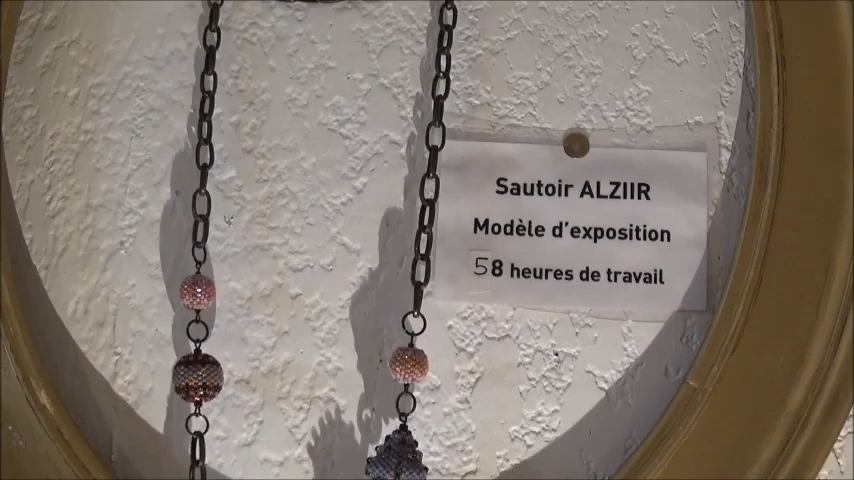 Sautoir ALZIIR
Modèle d'exposition
58 heures de travail